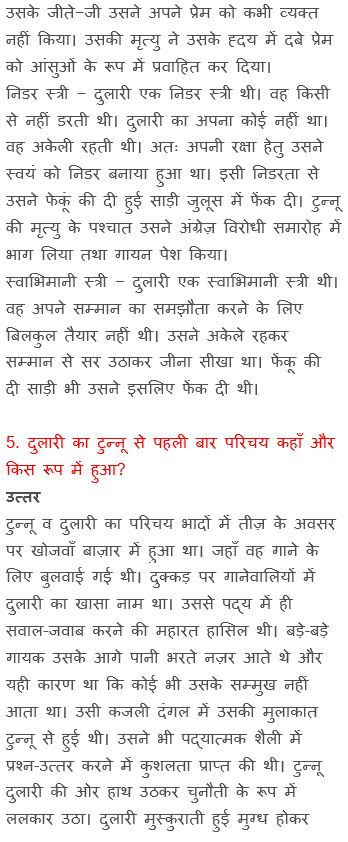 उसके जीते–जी उसने अपने प्रेम को कभी व्यक्त
नहीं किया। उसकी मृत्यु ने उसके ह्दय में दबे प्रेम
को आंसुओं के रूप में प्रवाहित कर दिया।
निडर स्त्री – दुलारी एक निडर स्त्री थी। वह किसी
से नहीं डरती थी। दुलारी का अपना कोई नहीं था।
वह अकेली रहती थी। अतः अपनी रक्षा हेतु उसने
स्वयं को निडर बनाया हुआ था। इसी निडरता से
उसने फेकूं की दी हुई साड़ी जुलूस में फेंक दी। टुन्नू
की मृत्यु के पश्चात उसने अंग्रेज़ विरोधी समारोह में
भाग लिया तथा गायन पेश किया।
स्वाभिमानी स्त्री – दुलारी एक स्वाभिमानी स्त्री थी।
वह अपने सम्मान का समझौता करने के लिए
बिलकुल तैयार नहीं थी। उसने अकेले रहकर
सम्मान से सर उठाकर जीना सीखा था। फेंकू की
दी साड़ी भी उसने इसलिए फेंक दी थी।
5. दुलारी का टुन्नू से पहली बार परिचय कहाँ और
किस रूप में हुआ?
उत्तर
टुन्नू व दुलारी का परिचय भादों में तीज़ के अवसर
पर खोजवाँ बाज़ार में हुआ था। जहाँ वह गाने के
लिए बुलवाई गई थी। दुक्कड़ पर गानेवालियों में
दुलारी का खासा नाम था। उससे पद्य में ही
सवाल-जवाब करने की महारत हासिल थी। बड़े-बड़े
गायक उसके आगे पानी भरते नज़र आते थे और
यही कारण था कि कोई भी उसके सम्मुख नहीं
आता था। उसी कजली दंगल में उसकी मुलाकात
टुन्नू से हुई थी। उसने भी पद्यात्मक शैली में
प्रश्न-उत्तर करने में कुशलता प्राप्त की थी। टुन्नू
दुलारी की ओर हाथ उठकर चुनौती के रूप में
ललकार उठा। दुलारी मुस्कुराती हुई मुग्ध होकर